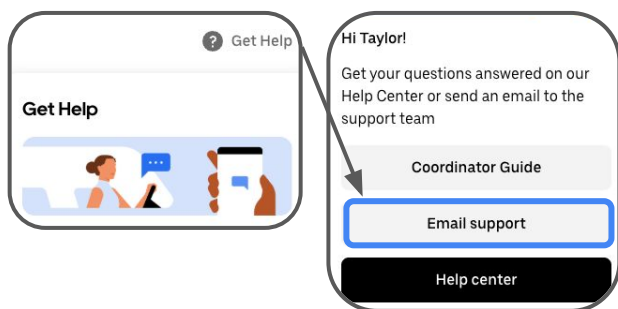 Get Help
Get Help
Hi Taylor!
Get your questions answered on our
Help Center or send an email to the
support team
Coordinator Guide
Email support
Help center